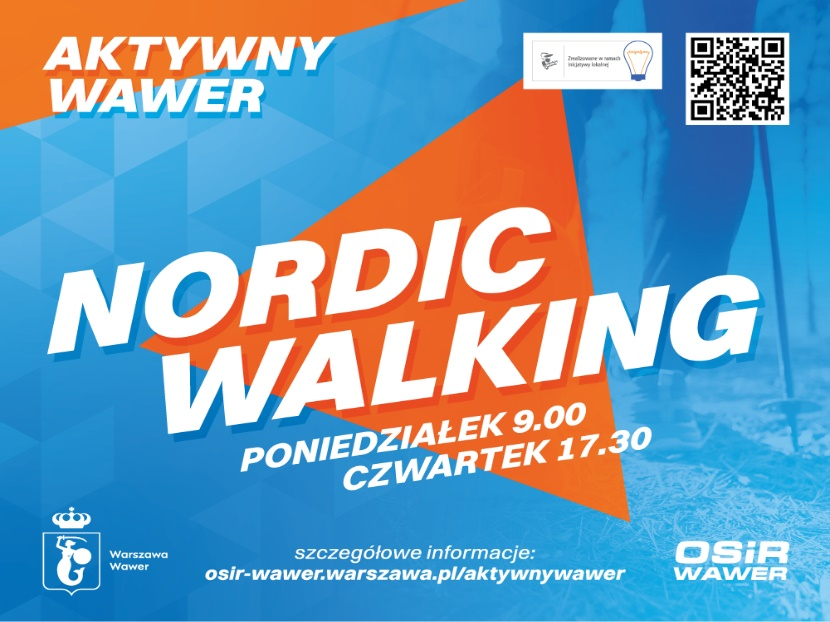 AKTYWNY
WAWER
Zrealizowane w ramach
inicjatywy lokalnej
NORDIC
WALKING
PONIEDZIAŁEK 9.00
CZWARTEK 17.30
Warszawa
Wawer
szczegółowe informacje:
osir-wawer.warszawa.pl/aktywnywawer
OSiR
WAWER